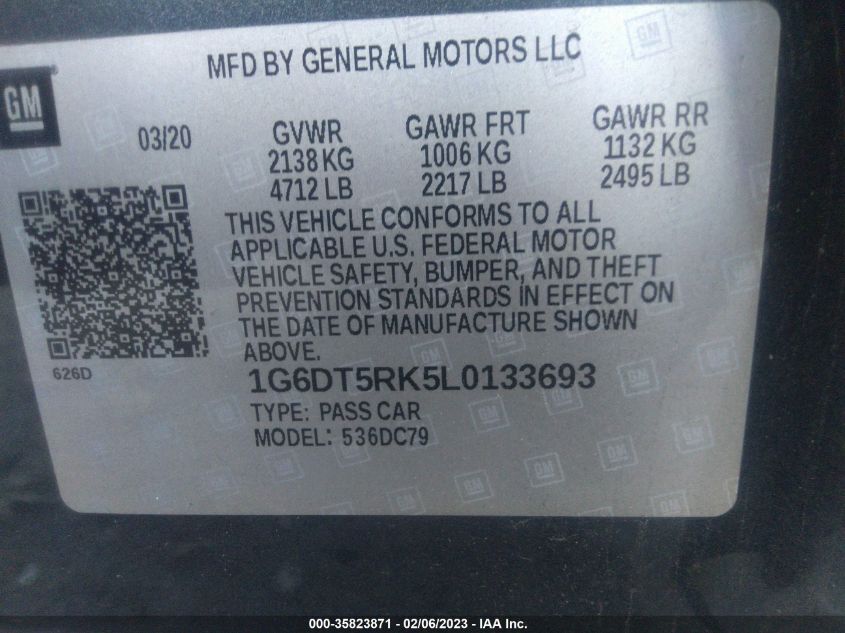 MFD BY GENERAL MOTORS LLC
GM
03/20
GVWR
2138 KG
4712 LB
GAWR FRT
1006 KG
2217 LB
GAWR RR
1132 KG
2495 LB
THIS VEHICLE CONFORMS TO ALL
APPLICABLE U.S. FEDERAL MOTOR
VEHICLE SAFETY, BUMPER, AND THEFT
PREVENTION STANDARDS IN EFFECT ON
THE DATE OF MANUFACTURE SHOWN
ABOVE.
626D
1G6DT5RK5L0133693
TYPE: PASS CAR
MODEL: 536DC79
000-35823871 - 02/06/2023 - IAA Inc.